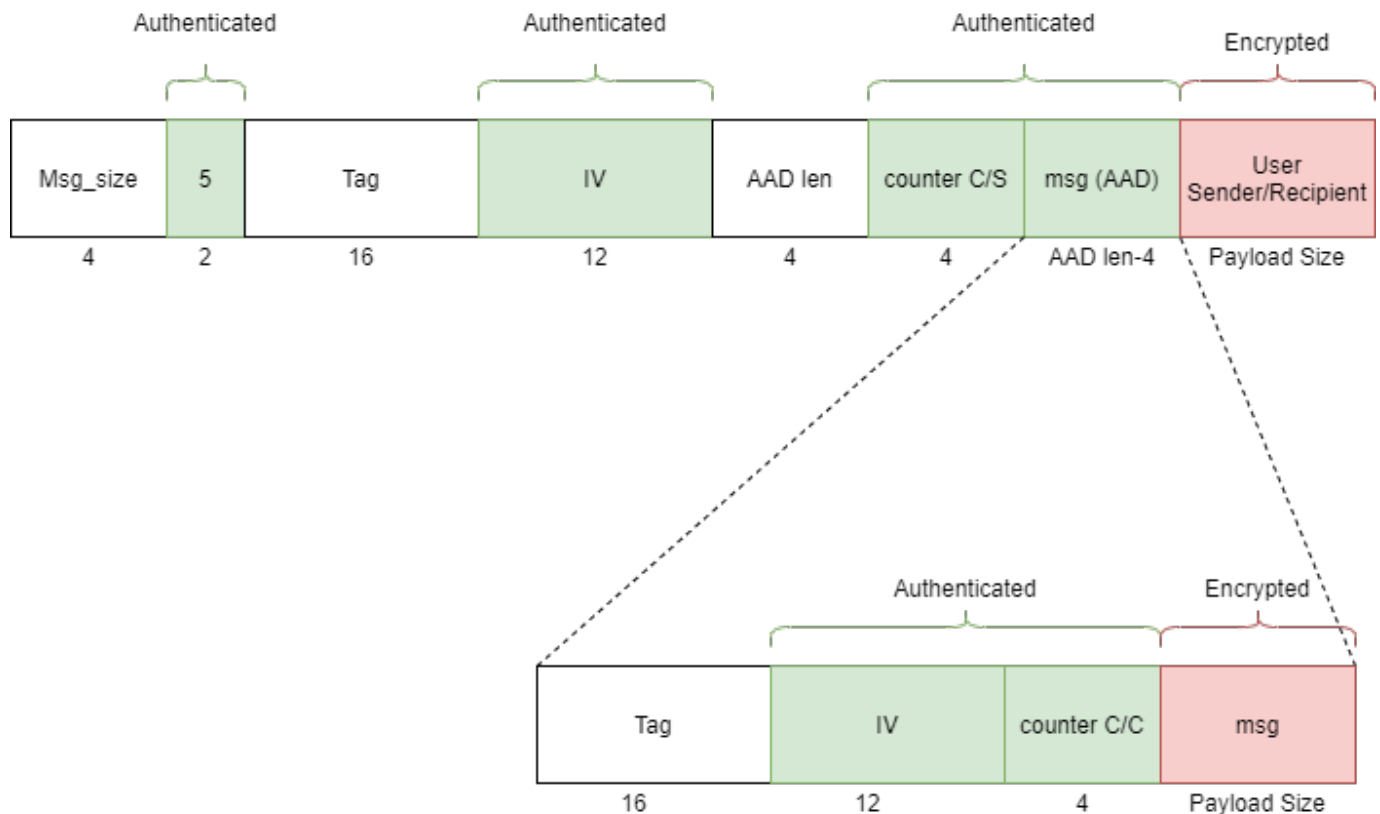 Authenticated
Authenticated
Authenticated
Encrypted
Msg_size
5
Tag
IV
AAD len
counter C/S
msg (AAD)
User
Sender/Recipient
4
2
16
12
4
4
AAD len-4
Payload Size
Authenticated
Encrypted
Tag
IV
counter C/C
msg
16
12
4
Payload Size